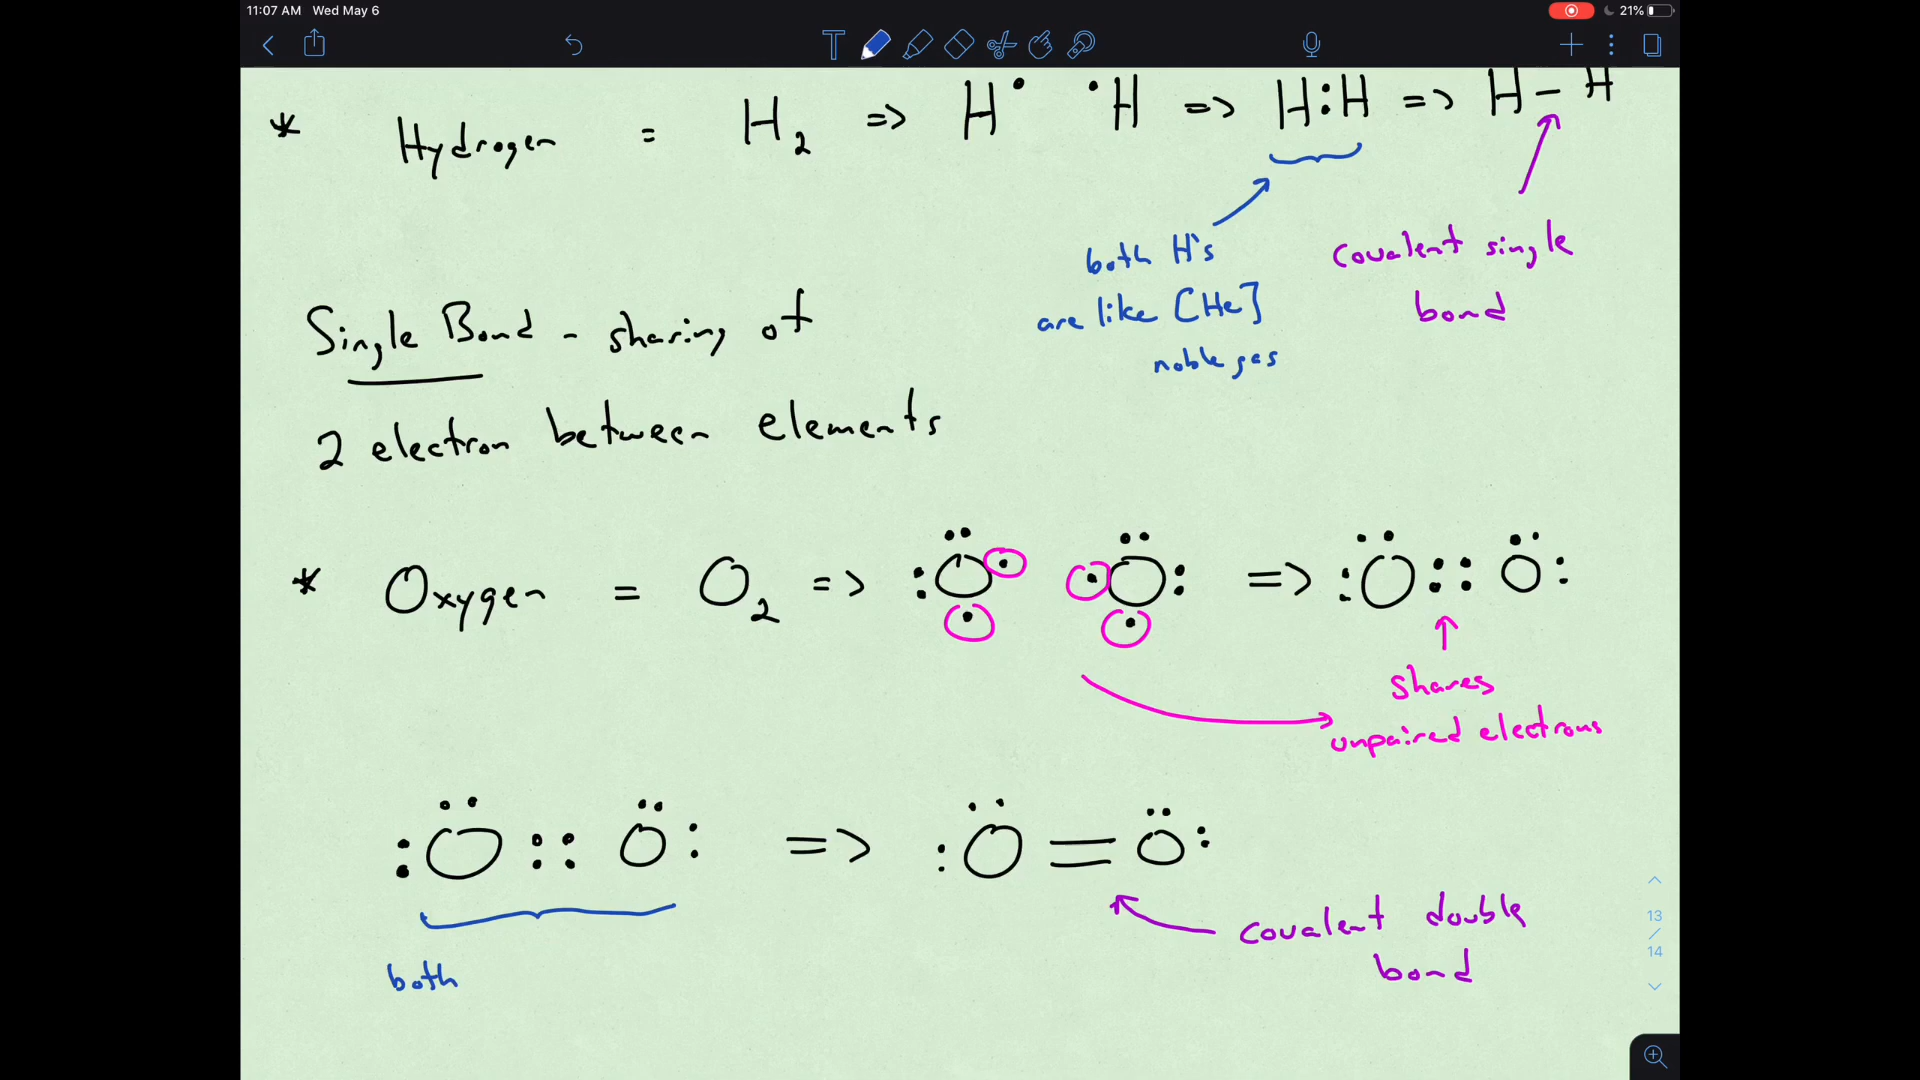 11:07 AM Wed May 6
21%
* Hydrogen = H₂ => H• •H => H:H => H – H
both H's
are like [He]
noble gas
covalent single
bond
Single Bond - sharing of
2 electron between elements
* Oxygen = O₂ => :Ö• •Ö: => :Ö::Ö:
shares
unpaired electrons
:Ö::Ö: => :Ö=Ö:
covalent double
bond
both
13
/
14